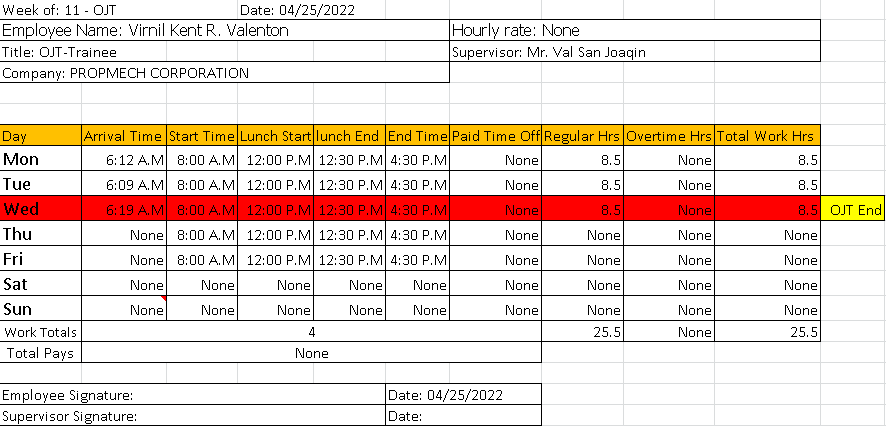 Week of: 11 - OJT Date: 04/25/2022
Employee Name: Virnil Kent R. Valenton Hourly rate: None
Title: OJT-Trainee Supervisor: Mr. Val San Joaqin
Company: PROPMECH CORPORATION
Day Arrival Time Start Time Lunch Start lunch End End Time Paid Time Off Regular Hrs Overtime Hrs Total Work Hrs
Mon 6:12 A.M 8:00 A.M 12:00 P.M 12:30 P.M 4:30 P.M None 8.5 None 8.5
Tue 6:09 A.M 8:00 A.M 12:00 P.M 12:30 P.M 4:30 P.M None 8.5 None 8.5
Wed 6:19 A.M 8:00 A.M 12:00 P.M 12:30 P.M 4:30 P.M None 8.5 None 8.5 OJT End
Thu None 8:00 A.M 12:00 P.M 12:30 P.M 4:30 P.M None None None None
Fri None 8:00 A.M 12:00 P.M 12:30 P.M 4:30 P.M None None None None
Sat None None None None None None None None None
Sun None None None None None None None None None
Work Totals 4 25.5 None 25.5
Total Pays None
Employee Signature: Date: 04/25/2022
Supervisor Signature: Date: